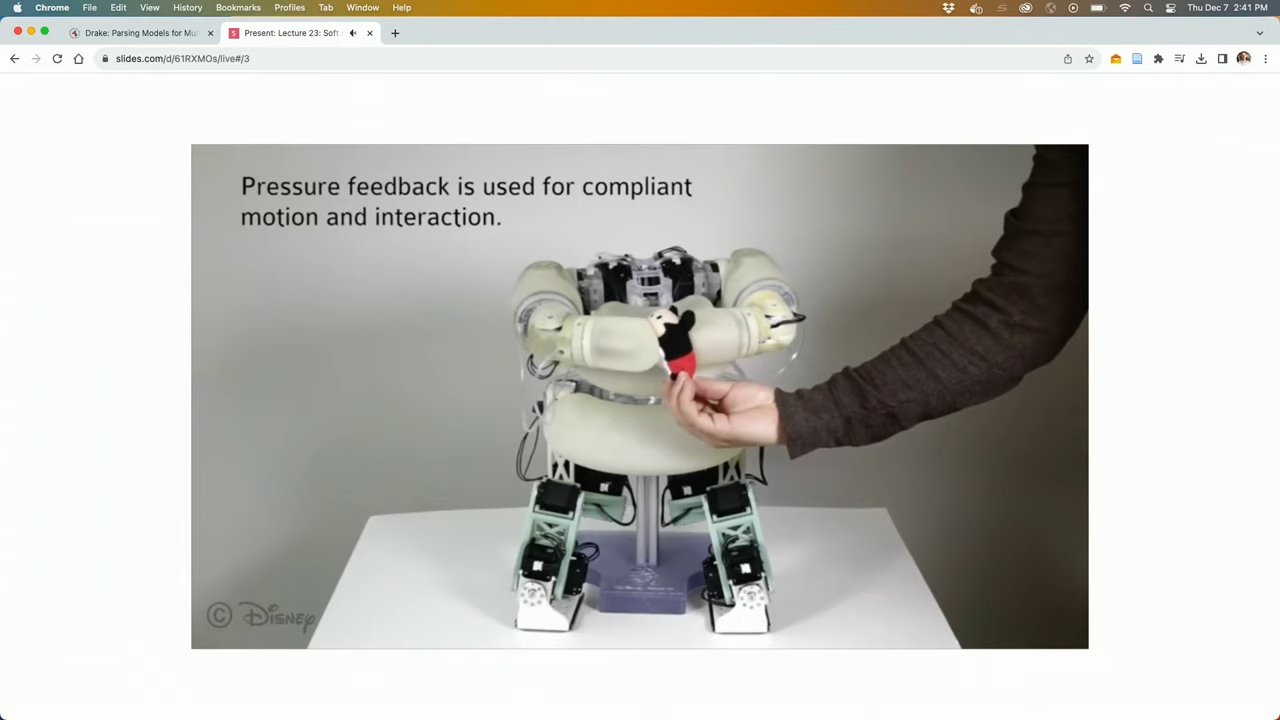 Chrome File Edit View History Bookmarks Profiles Tab Window Help Thu Dec 7 2:41 PM
Drake: Parsing Models for Mul Present: Lecture 23: Soft
slides.com/d/61RXMOs/live#/3
Pressure feedback is used for compliant
motion and interaction.
© Disney